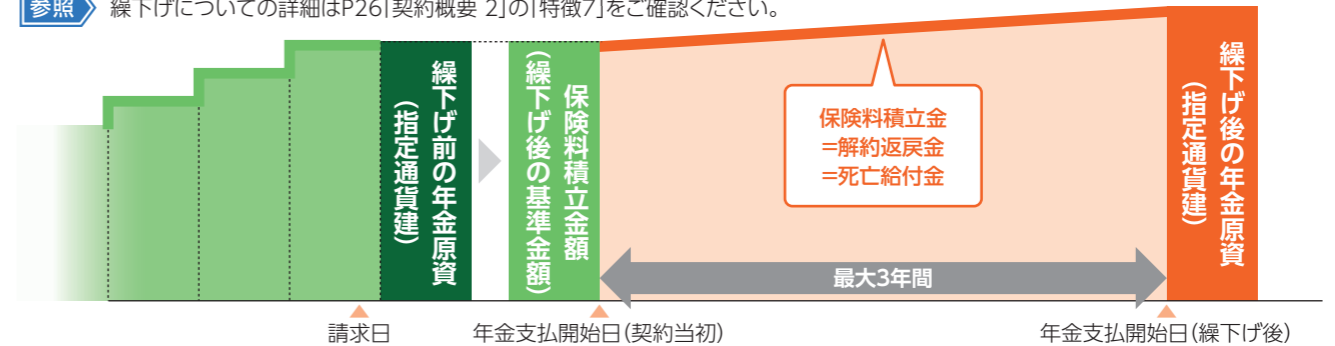 参照 繰下げについての詳細はP26「契約概要 2」の「特徴7」をご確認ください。
繰下げ前の年金原資
(指定通貨建)
保険料積立金額
(繰下げ後の基準金額)
保険料積立金
=解約返戻金
=死亡給付金
繰下げ後の年金原資
(指定通貨建)
最大3年間
請求日
年金支払開始日(契約当初)
年金支払開始日(繰下げ後)